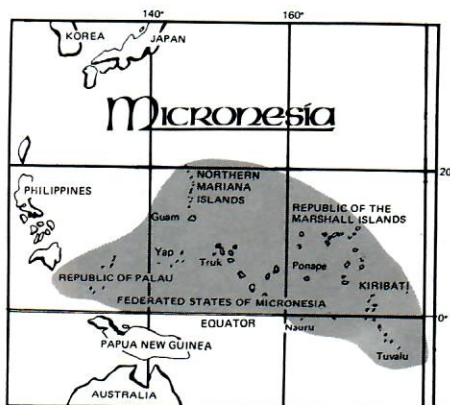 140°
160°
KOREA
JAPAN
Micronesia
20
NORTHERN
MARIANA
ISLANDS
PHILIPPINES
Guam
REPUBLIC OF THE
MARSHALL ISLANDS
Yap
Truk
Ponape
REPUBLIC OF PALAU
KIRIBATI
FEDERATED STATES OF MICRONESIA
EQUATOR
0°
Nauru
PAPUA NEW GUINEA
Tuvalu
AUSTRALIA